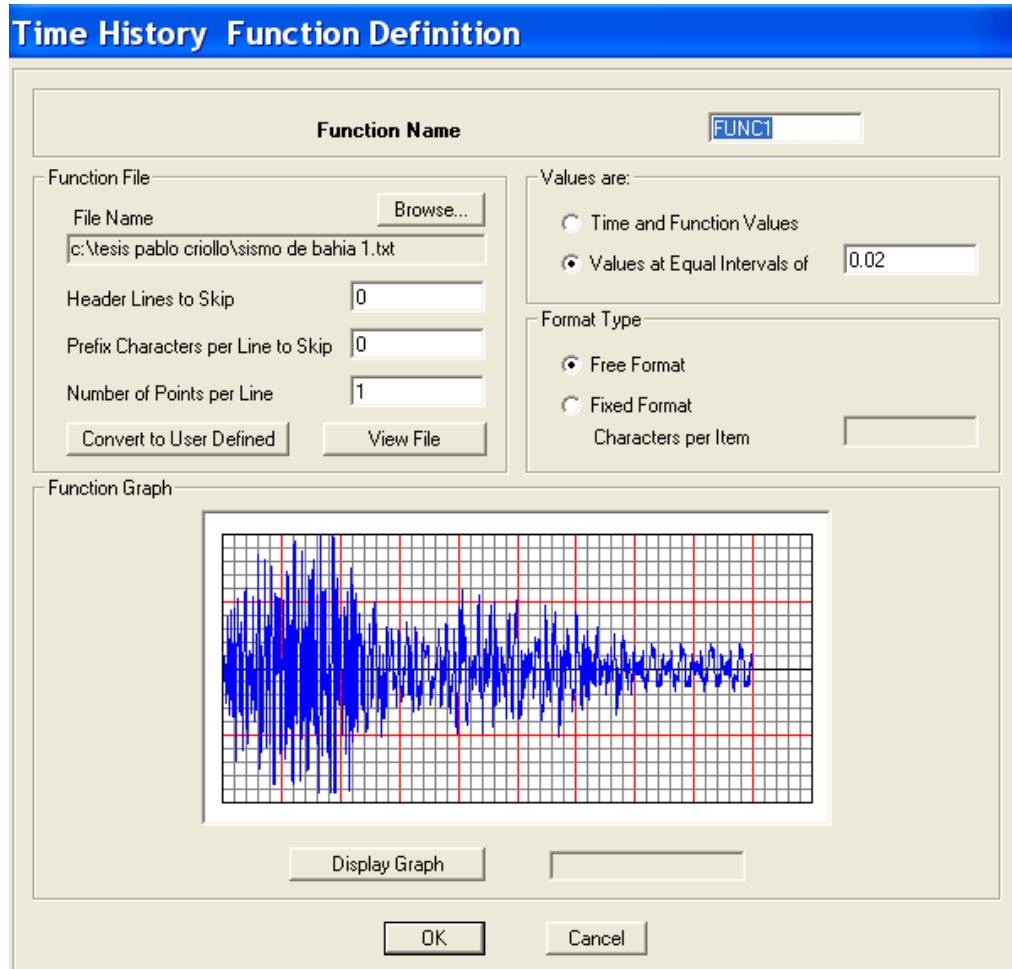 Time History Function Definition
Function Name
FUNC1
Function File
File Name
Browse...
c:\tesis pablo criollo\sismo de bahia 1.txt
Header Lines to Skip
0
Prefix Characters per Line to Skip
0
Number of Points per Line
1
Convert to User Defined
View File
Values are:
Time and Function Values
Values at Equal Intervals of
0.02
Format Type
Free Format
Fixed Format
Characters per Item
Function Graph
Display Graph
OK
Cancel